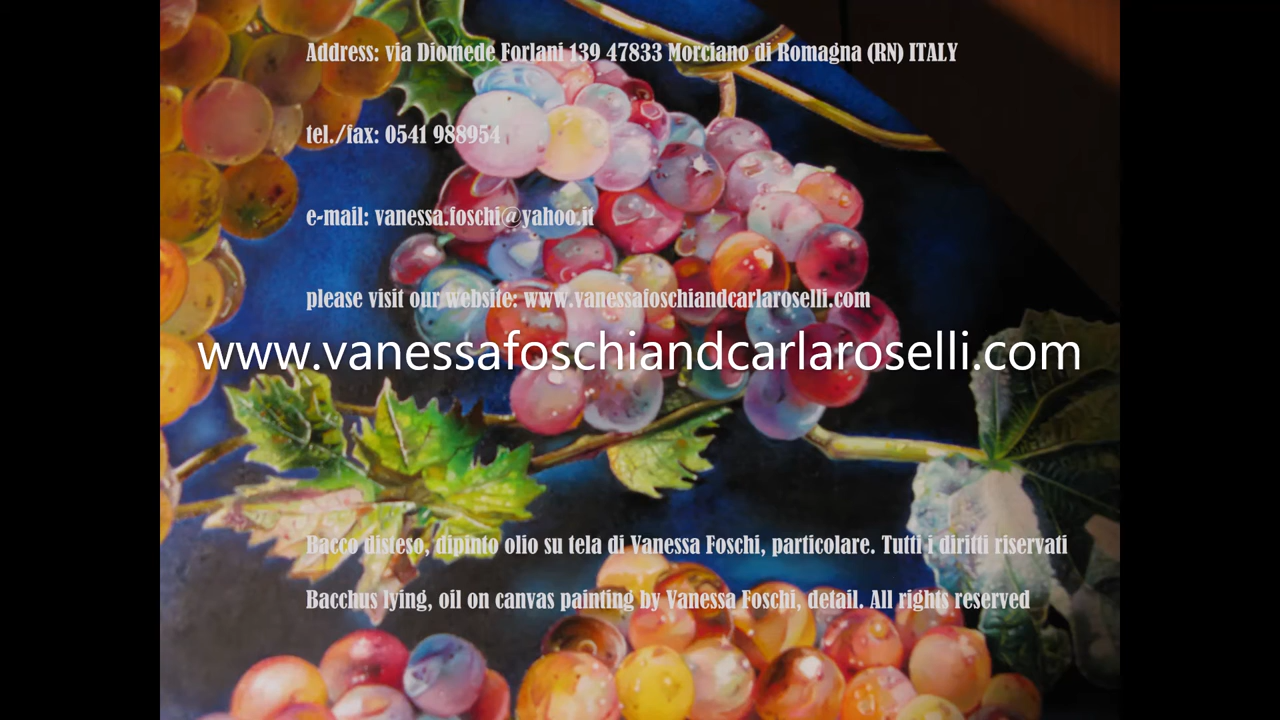 Address: via Diomede Forlani 139 47833 Morciano di Romagna (RN) ITALY
tel./fax: 0541 988954
e-mail: vanessa.foschi@yahoo.it
please visit our website: www.vanessafoschiandcarlaroselli.com
www.vanessafoschiandcarlaroselli.com
Bacco disteso, dipinto olio su tela di Vanessa Foschi, particolare. Tutti i diritti riservati
Bacchus lying, oil on canvas painting by Vanessa Foschi, detail. All rights reserved